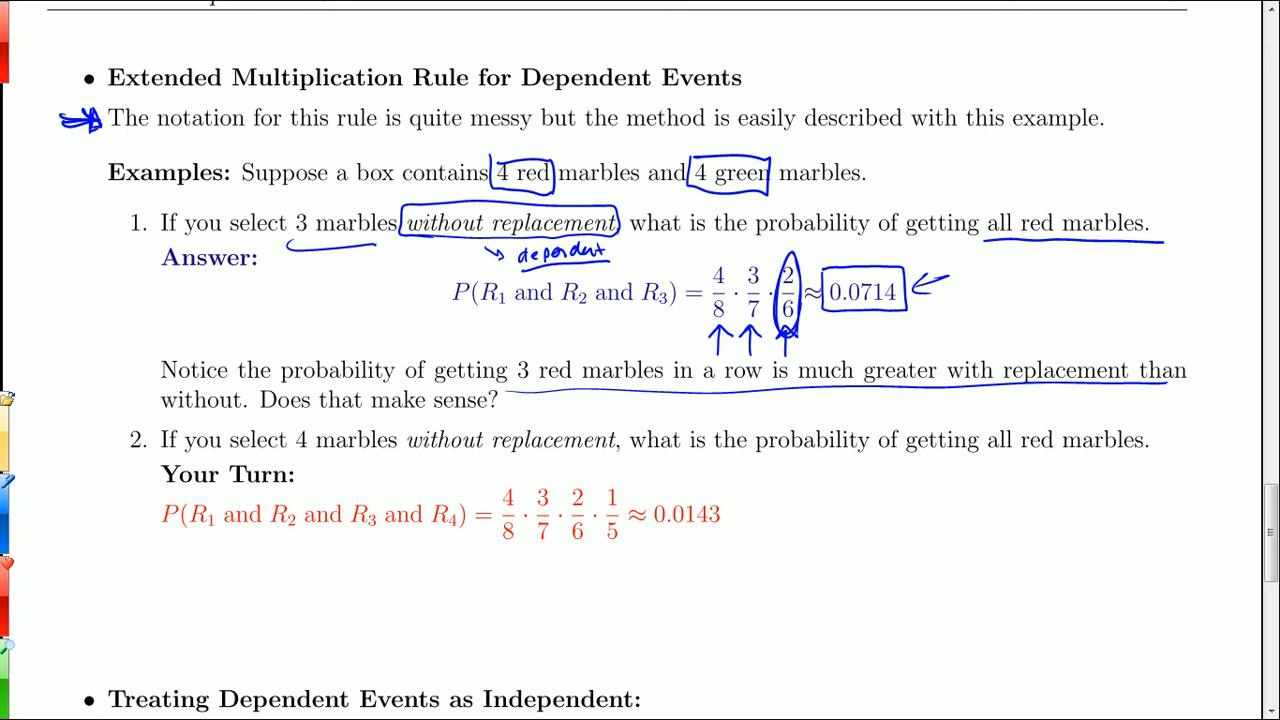 • Extended Multiplication Rule for Dependent Events
The notation for this rule is quite messy but the method is easily described with this example.
Examples: Suppose a box contains 4 red marbles and 4 green marbles.
1. If you select 3 marbles without replacement, what is the probability of getting all red marbles.
dependent
Answer:
P(R₁ and R₂ and R₃) = 4/8 · 3/7 · 2/6 ≈ 0.0714
Notice the probability of getting 3 red marbles in a row is much greater with replacement than
without. Does that make sense?
2. If you select 4 marbles without replacement, what is the probability of getting all red marbles.
Your Turn:
P(R₁ and R₂ and R₃ and R₄) = 4/8 · 3/7 · 2/6 · 1/5 ≈ 0.0143
• Treating Dependent Events as Independent: